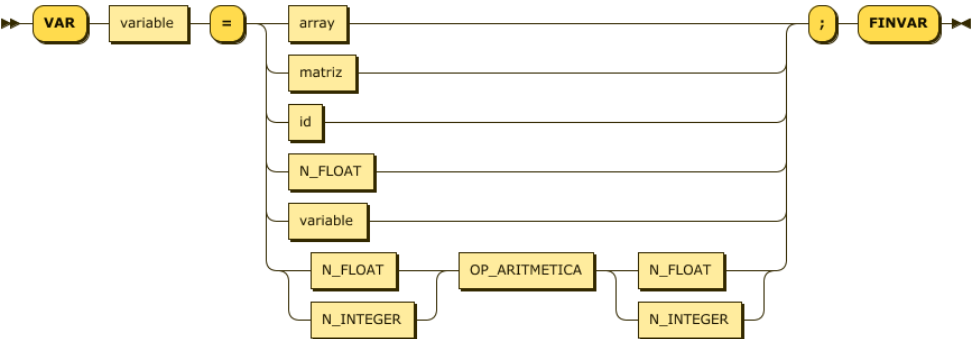 VAR variable = array ; FINVAR
matriz
id
N_FLOAT
variable
N_FLOAT OP_ARITMETICA N_FLOAT
N_INTEGER N_INTEGER